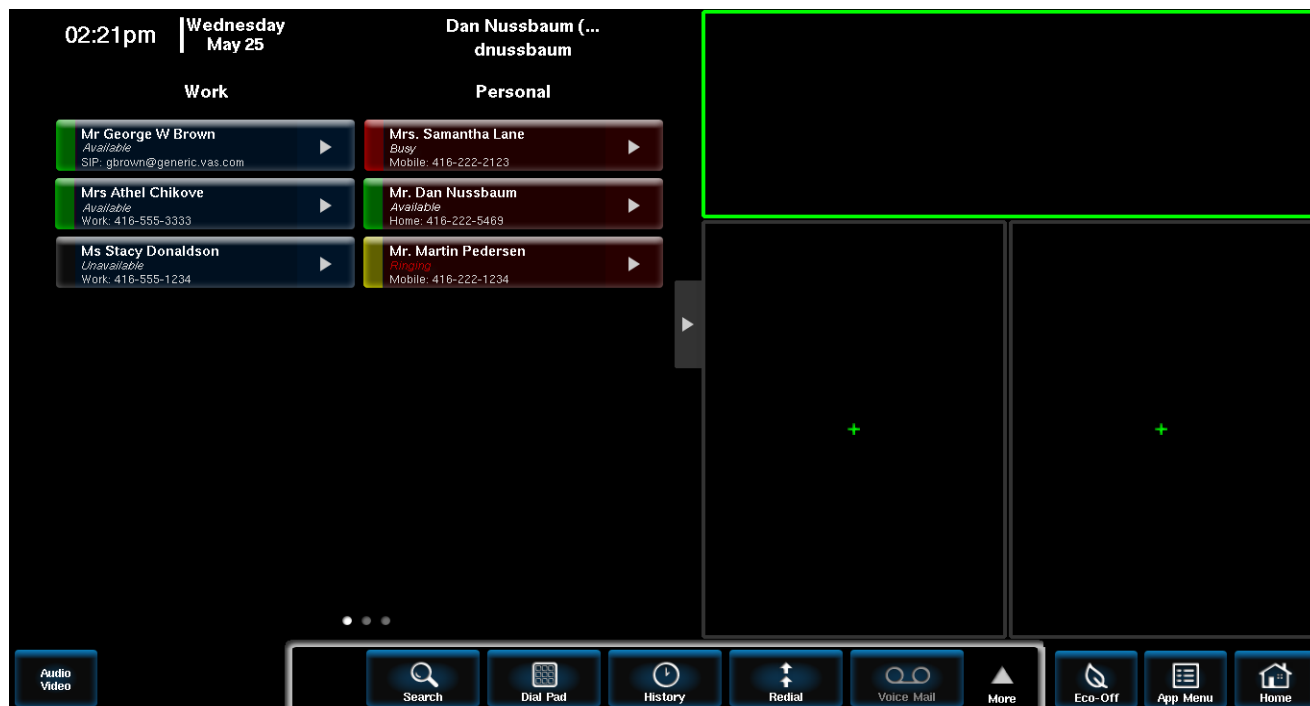 02:21pm
Wednesday
May 25
Dan Nussbaum (...
dnussbaum
Work
Personal
Mr George W Brown
Available
SIP: gbrown@generic.vas.com
Mrs. Samantha Lane
Busy
Mobile: 416-222-2123
Mrs Athel Chikove
Available
Work: 416-555-3333
Mr. Dan Nussbaum
Available
Home: 416-222-5469
Ms Stacy Donaldson
Unavailable
Work: 416-555-1234
Mr. Martin Pedersen
Ringing
Mobile: 416-222-1234
Audio
Video
Search
Dial Pad
History
Redial
Voice Mail
More
Eco-Off
App Menu
Home